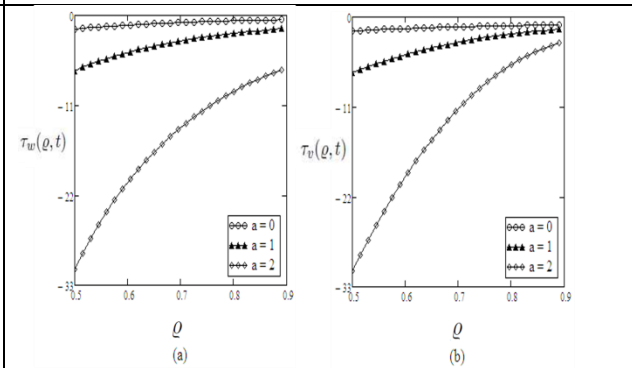 0
−11
−22
−33
τw(ϱ,t)
0.5 0.6 0.7 0.8 0.9
a = 0
a = 1
a = 2
ϱ
(a)
0
−11
−22
−33
τv(ϱ,t)
0.5 0.6 0.7 0.8 0.9
a = 0
a = 1
a = 2
ϱ
(b)